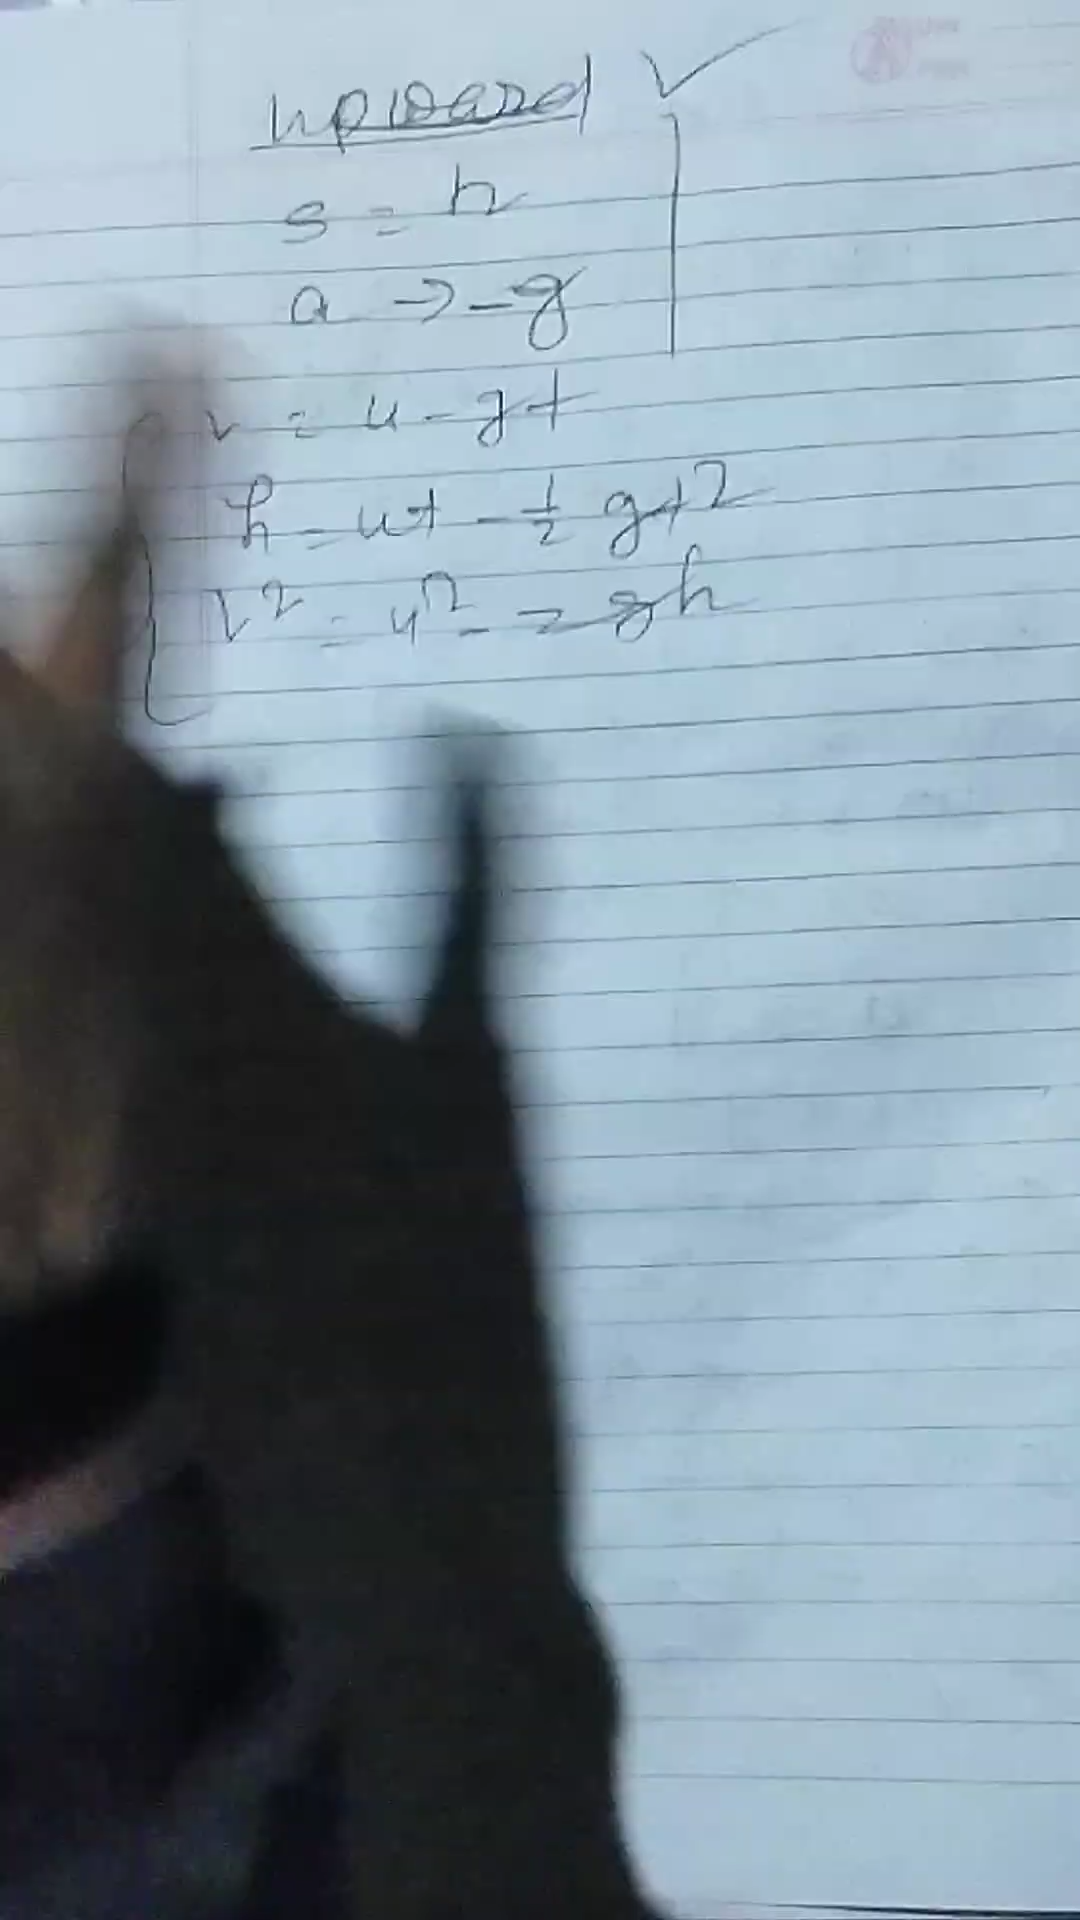 upward ✓
s = h
a → -g
v = u - gt
h = ut - 1/2 gt2
v² = u² - 2gh